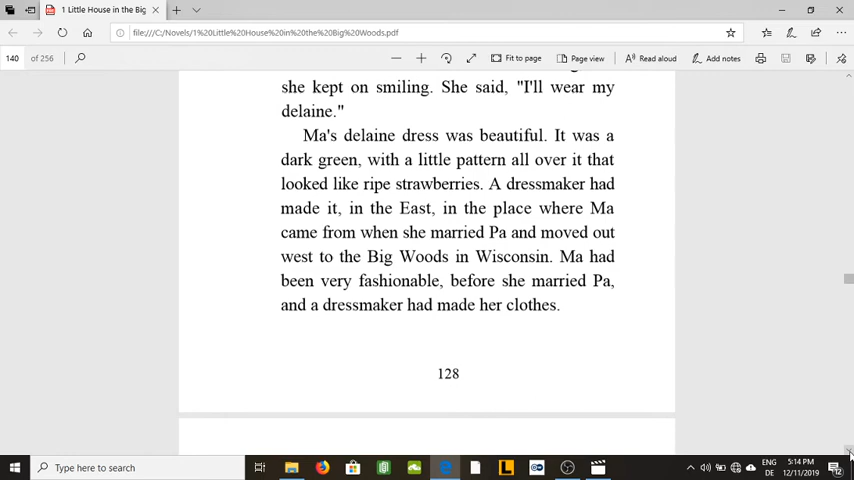 1 Little House in the Big
file:///C:/Novels/1%20Little%20House%20in%20the%20Big%20Woods.pdf
140 of 256
Fit to page
Page view
Read aloud
Add notes
she kept on smiling. She said, "I'll wear my
delaine."
Ma's delaine dress was beautiful. It was a
dark green, with a little pattern all over it that
looked like ripe strawberries. A dressmaker had
made it, in the East, in the place where Ma
came from when she married Pa and moved out
west to the Big Woods in Wisconsin. Ma had
been very fashionable, before she married Pa,
and a dressmaker had made her clothes.
128
Type here to search
ENG
DE
5:14 PM
12/11/2019
12